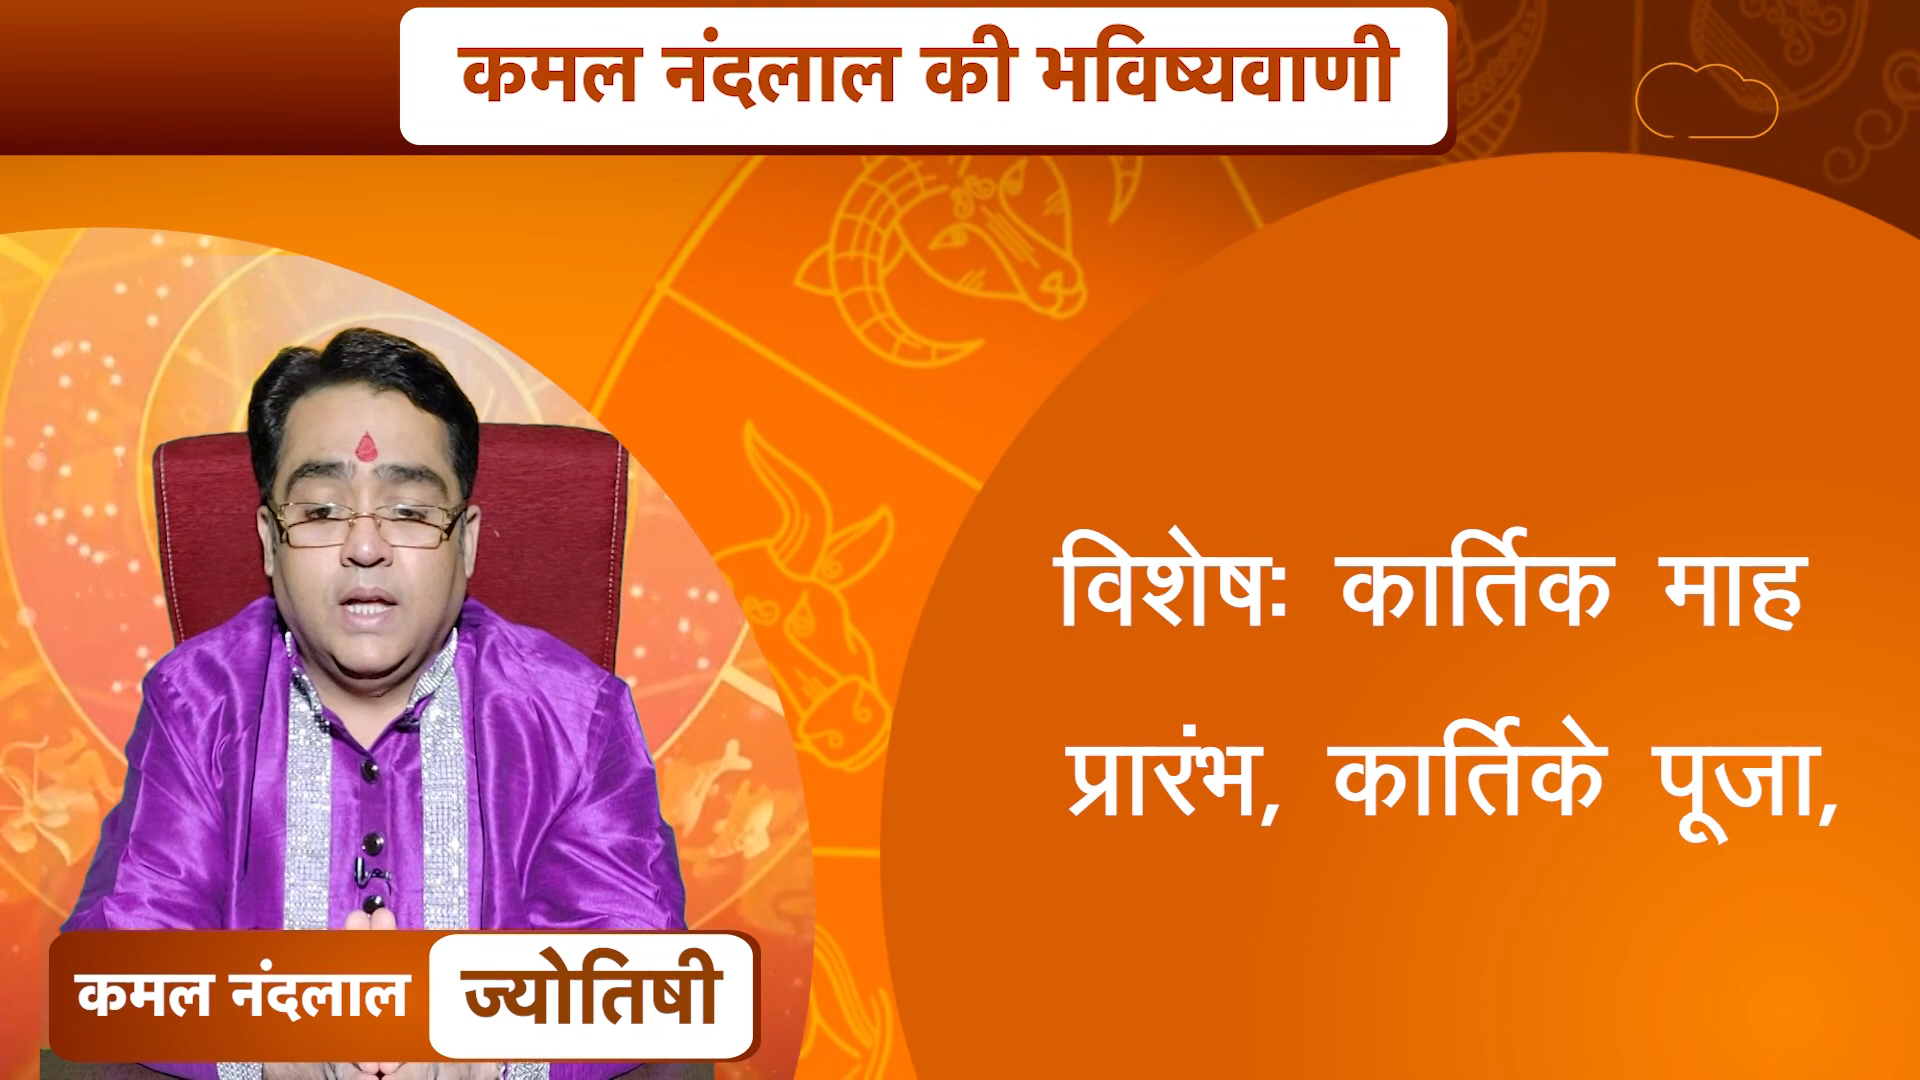 कमल नंदलाल की भविष्यवाणी
विशेषः कार्तिक माह
प्रारंभ, कार्तिके पूजा,
कमल नंदलाल ज्योतिषी